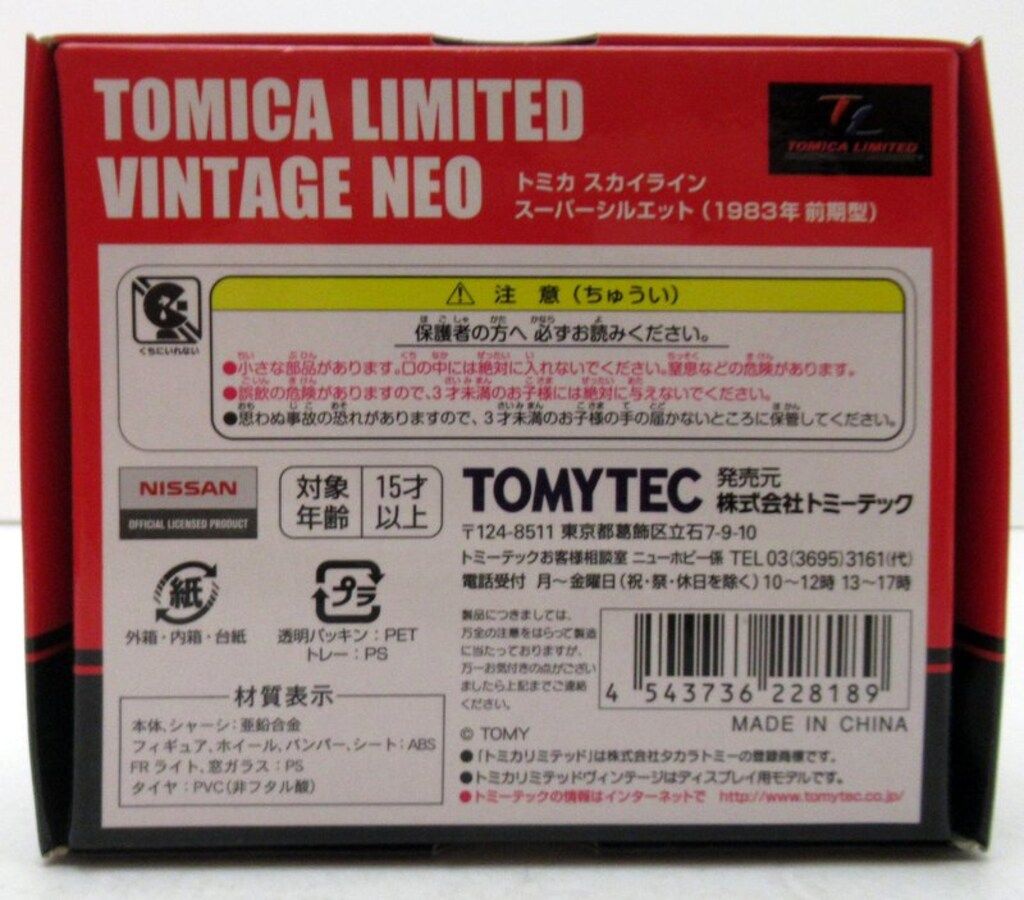 TOMICA LIMITED
VINTAGE NEO
トミカ スカイライン
スーパーシルエット(1983年 前期型)
TL
TOMICA LIMITED
くちにいれない
注 意(ちゅうい)
保護者の方へ 必ずお読みください。
●小さな部品があります。口の中には絶対に入れないでください。窒息などの危険があります。
●誤飲の危険がありますので、3才未満のお子様には絶対に与えないでください。
●思わぬ事故の恐れがありますので、3才未満のお子様の手の届かないところに保管してください。
NISSAN
OFFICIAL LICENSED PRODUCT
対象年齢 15才以上
TOMYTEC 発売元
株式会社トミーテック
〒124-8511 東京都葛飾区立石7-9-10
トミーテックお客様相談室 ニューホビー係 TEL 03(3695)3161(代)
電話受付 月〜金曜日(祝・祭・休日を除く)10〜12時 13〜17時
紙
外箱・内箱・台紙
プラ
透明パッキン:PET
トレー:PS
製品につきましては、
万全の注意をはらって製造
に当たっておりますが、
万一お気付きの点がござい
ましたら上記までご連絡
ください。
4 543736 228189
MADE IN CHINA
材質表示
本体、シャーシ:亜鉛合金
フィギュア、ホイール、バンパー、シート:ABS
FRライト、窓ガラス:PS
タイヤ:PVC(非フタル酸)
© TOMY
●「トミカリミテッド」は株式会社タカラトミーの登録商標です。
●トミカリミテッドヴィンテージはディスプレイ用モデルです。
●トミーテックの情報はインターネットで http://www.tomytec.co.jp/